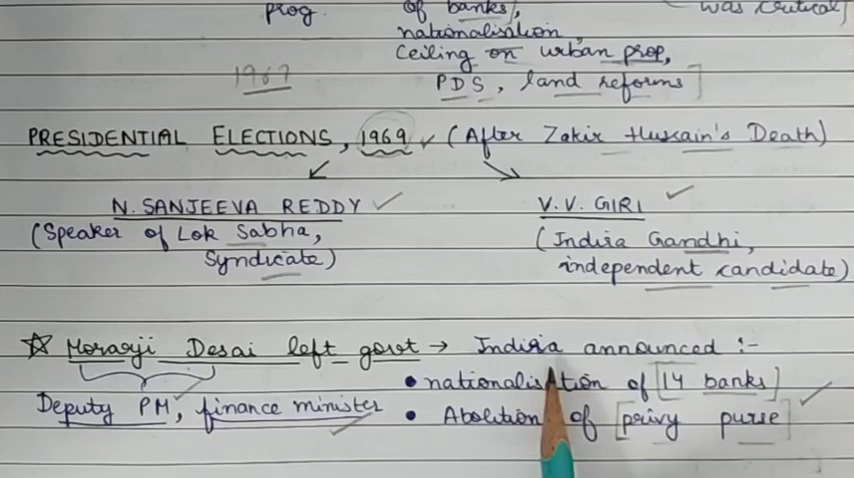 prog
of banks,
was critical]
nationalisation,
Ceiling on urban prop,
1967
PDS, land reforms]
PRESIDENTIAL ELECTIONS, 1969 (After Zakir Hussain's Death)
N. SANJEEVA REDDY
V.V. GIRI
(Speaker of Lok Sabha,
Syndicate)
(Indira Gandhi,
independent candidate)
Morarji Desai left govt → Indira announced :-
• nationalisation of [14 banks]
Deputy PM, finance minister
• Abolition of [privy purse]